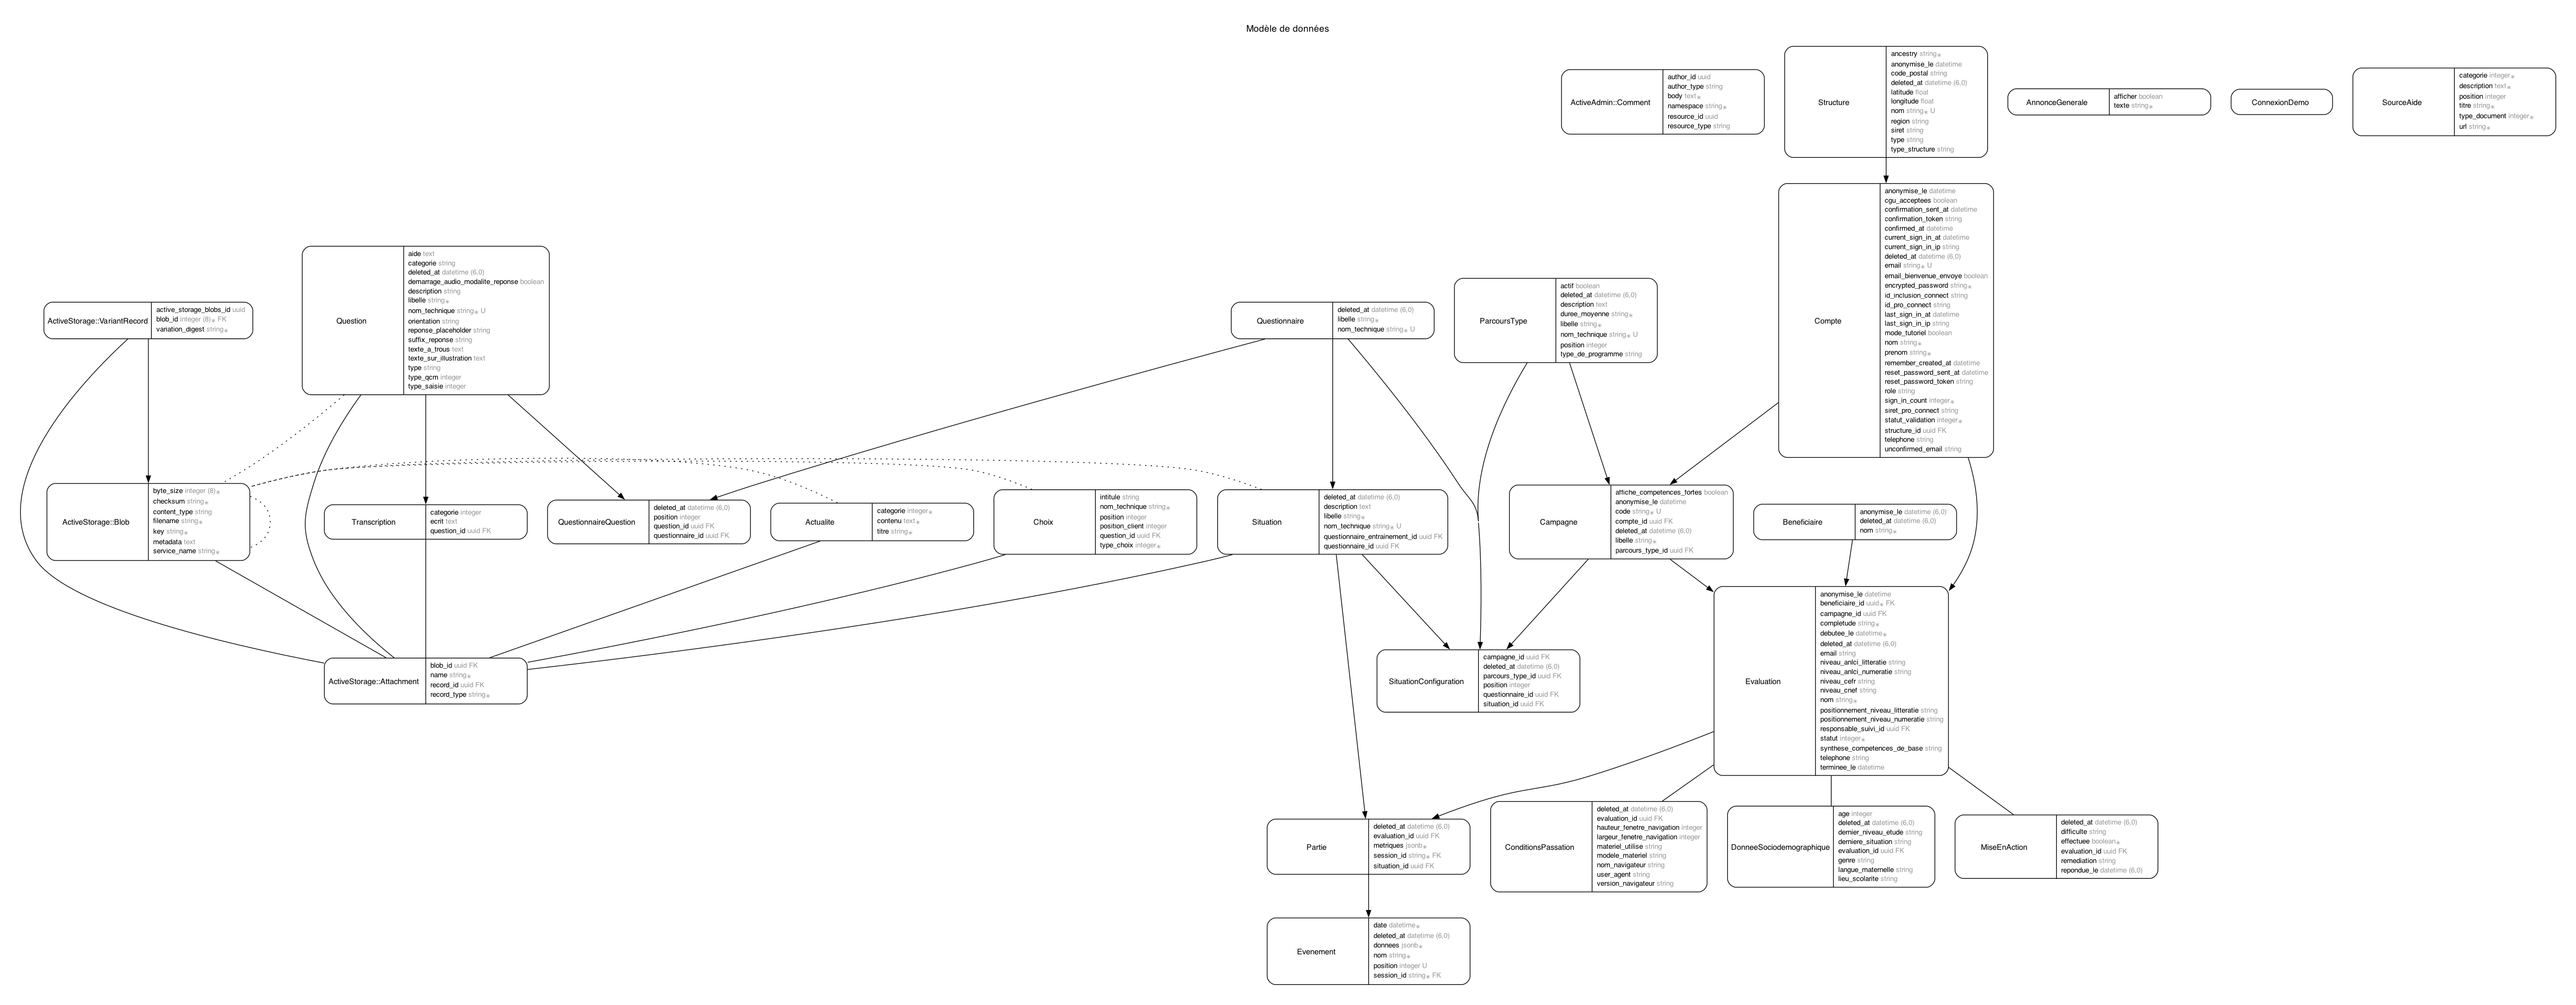 Modèle de données
ActiveAdmin::Comment
author_id uuid
author_type string
body text∗
namespace string∗
resource_id uuid
resource_type string
Structure
ancestry string∗
anonymise_le datetime
code_postal string
deleted_at datetime (6,0)
latitude float
longitude float
nom string∗ U
region string
siret string
type string
type_structure string
AnnonceGenerale
afficher boolean
texte string∗
ConnexionDemo
SourceAide
categorie integer∗
description text∗
position integer
titre string∗
type_document integer∗
url string∗
Compte
anonymise_le datetime
cgu_acceptees boolean
confirmation_sent_at datetime
confirmation_token string
confirmed_at datetime
current_sign_in_at datetime
current_sign_in_ip string
deleted_at datetime (6,0)
email string∗ U
email_bienvenue_envoye boolean
encrypted_password string∗
id_inclusion_connect string
id_pro_connect string
last_sign_in_at datetime
last_sign_in_ip string
mode_tutoriel boolean
nom string∗
prenom string∗
remember_created_at datetime
reset_password_sent_at datetime
reset_password_token string
role string
sign_in_count integer∗
siret_pro_connect string
statut_validation integer∗
structure_id uuid FK
telephone string
unconfirmed_email string
ActiveStorage::VariantRecord
active_storage_blobs_id uuid
blob_id integer (8)∗ FK
variation_digest string∗
Question
aide text
categorie string
deleted_at datetime (6,0)
demarrage_audio_modalite_reponse boolean
description string
libelle string∗
nom_technique string∗ U
orientation string
reponse_placeholder string
suffix_reponse string
texte_a_trous text
texte_sur_illustration text
type string
type_qcm integer
type_saisie integer
Questionnaire
deleted_at datetime (6,0)
libelle string∗
nom_technique string∗ U
ParcoursType
actif boolean
deleted_at datetime (6,0)
description text
duree_moyenne string∗
libelle string∗
nom_technique string∗ U
position integer
type_de_programme string
ActiveStorage::Blob
byte_size integer (8)∗
checksum string∗
content_type string
filename string∗
key string∗
metadata text
service_name string∗
Transcription
categorie integer
ecrit text
question_id uuid FK
QuestionnaireQuestion
deleted_at datetime (6,0)
position integer
question_id uuid FK
questionnaire_id uuid FK
Actualite
categorie integer∗
contenu text∗
titre string∗
Choix
intitule string
nom_technique string∗
position integer
position_client integer
question_id uuid FK
type_choix integer∗
Situation
deleted_at datetime (6,0)
description text
libelle string∗
nom_technique string∗ U
questionnaire_entrainement_id uuid FK
questionnaire_id uuid FK
Campagne
affiche_competences_fortes boolean
anonymise_le datetime
code string∗ U
compte_id uuid FK
deleted_at datetime (6,0)
libelle string∗
parcours_type_id uuid FK
Beneficiaire
anonymise_le datetime (6,0)
deleted_at datetime (6,0)
nom string∗
ActiveStorage::Attachment
blob_id uuid FK
name string∗
record_id uuid FK
record_type string∗
SituationConfiguration
campagne_id uuid FK
deleted_at datetime (6,0)
parcours_type_id uuid FK
position integer
questionnaire_id uuid FK
situation_id uuid FK
Evaluation
anonymise_le datetime
beneficiaire_id uuid∗ FK
campagne_id uuid FK
completude string∗
debutee_le datetime∗
deleted_at datetime (6,0)
email string
niveau_anlci_litteratie string
niveau_anlci_numeratie string
niveau_cefr string
niveau_cnef string
nom string∗
positionnement_niveau_litteratie string
positionnement_niveau_numeratie string
responsable_suivi_id uuid FK
statut integer∗
synthese_competences_de_base string
telephone string
terminee_le datetime
Partie
deleted_at datetime (6,0)
evaluation_id uuid FK
metriques jsonb∗
session_id string∗ FK
situation_id uuid FK
ConditionsPassation
deleted_at datetime (6,0)
evaluation_id uuid FK
hauteur_fenetre_navigation integer
largeur_fenetre_navigation integer
materiel_utilise string
modele_materiel string
nom_navigateur string
user_agent string
version_navigateur string
DonneeSociodemographique
age integer
deleted_at datetime (6,0)
dernier_niveau_etude string
derniere_situation string
evaluation_id uuid FK
genre string
langue_maternelle string
lieu_scolarite string
MiseEnAction
deleted_at datetime (6,0)
difficulte string
effectuee boolean∗
evaluation_id uuid FK
remediation string
repondue_le datetime (6,0)
Evenement
date datetime∗
deleted_at datetime (6,0)
donnees jsonb∗
nom string∗
position integer U
session_id string∗ FK